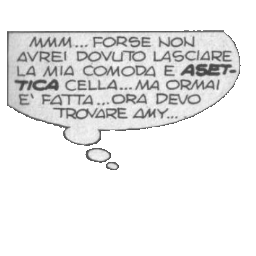 MMM...FORSE NON
AVREI DOVUTO LASCIARE
LA MIA COMODA E ASET-
TICA CELLA...MA ORMAI
E' FATTA...ORA DEVO
TROVARE AMY...